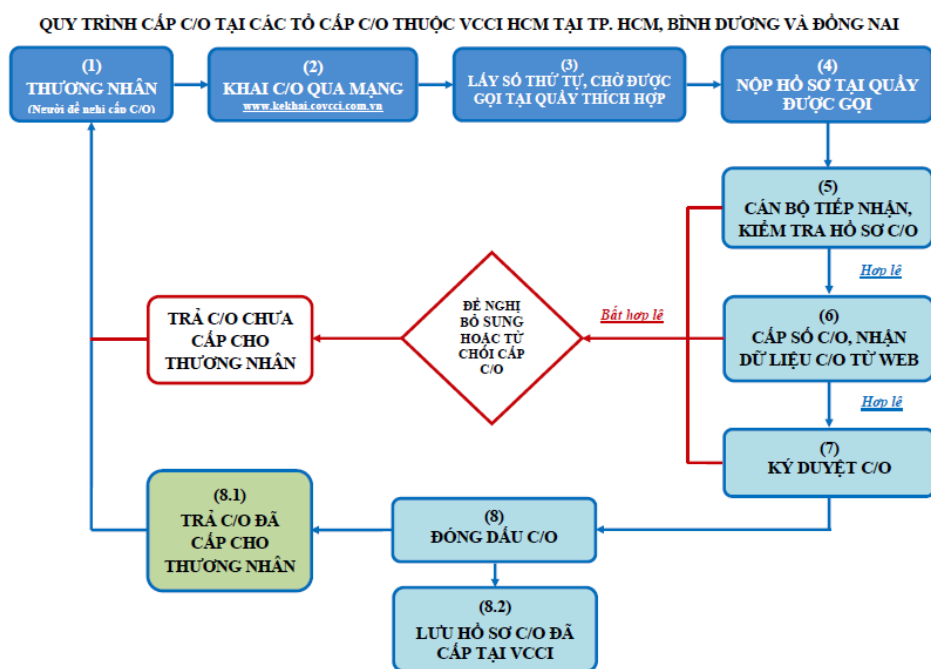 QUY TRÌNH CẤP C/O TẠI CÁC TỔ CẤP C/O THUỘC VCCI HCM TẠI TP. HCM, BÌNH DƯƠNG VÀ ĐỒNG NAI
(1)
THƯƠNG NHÂN
(Người đề nghị cấp C/O)
(2)
KHAI C/O QUA MẠNG
www.kekhai.covcci.com.vn
(3)
LẤY SỐ THỨ TỰ, CHỜ ĐƯỢC
GỌI TẠI QUẦY THÍCH HỢP
(4)
NỘP HỒ SƠ TẠI QUẦY
ĐƯỢC GỌI
(5)
CÁN BỘ TIẾP NHẬN,
KIỂM TRA HỒ SƠ C/O
Hợp lệ
(6)
CẤP SỐ C/O, NHẬN
DỮ LIỆU C/O TỪ WEB
Hợp lệ
(7)
KÝ DUYỆT C/O
Bất hợp lệ
ĐỀ NGHỊ
BỔ SUNG
HOẶC TỪ
CHỐI CẤP
C/O
TRẢ C/O CHƯA
CẤP CHO
THƯƠNG NHÂN
(8)
ĐÓNG DẤU C/O
(8.1)
TRẢ C/O ĐÃ
CẤP CHO
THƯƠNG NHÂN
(8.2)
LƯU HỒ SƠ C/O ĐÃ
CẤP TẠI VCCI